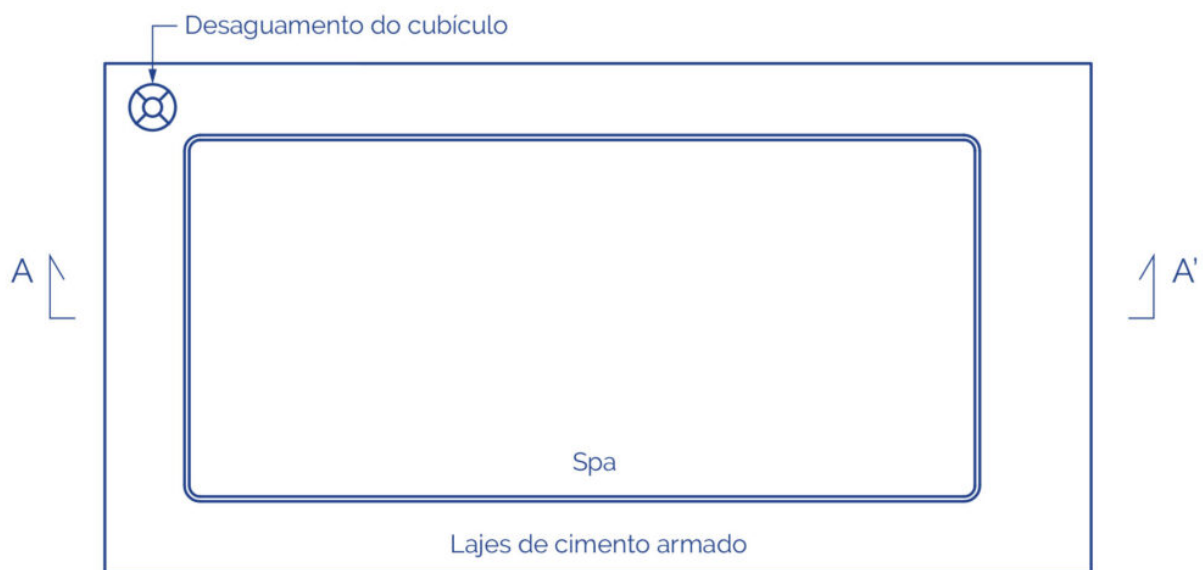 Desaguamento do cubículo
A
A’
Spa
Lajes de cimento armado